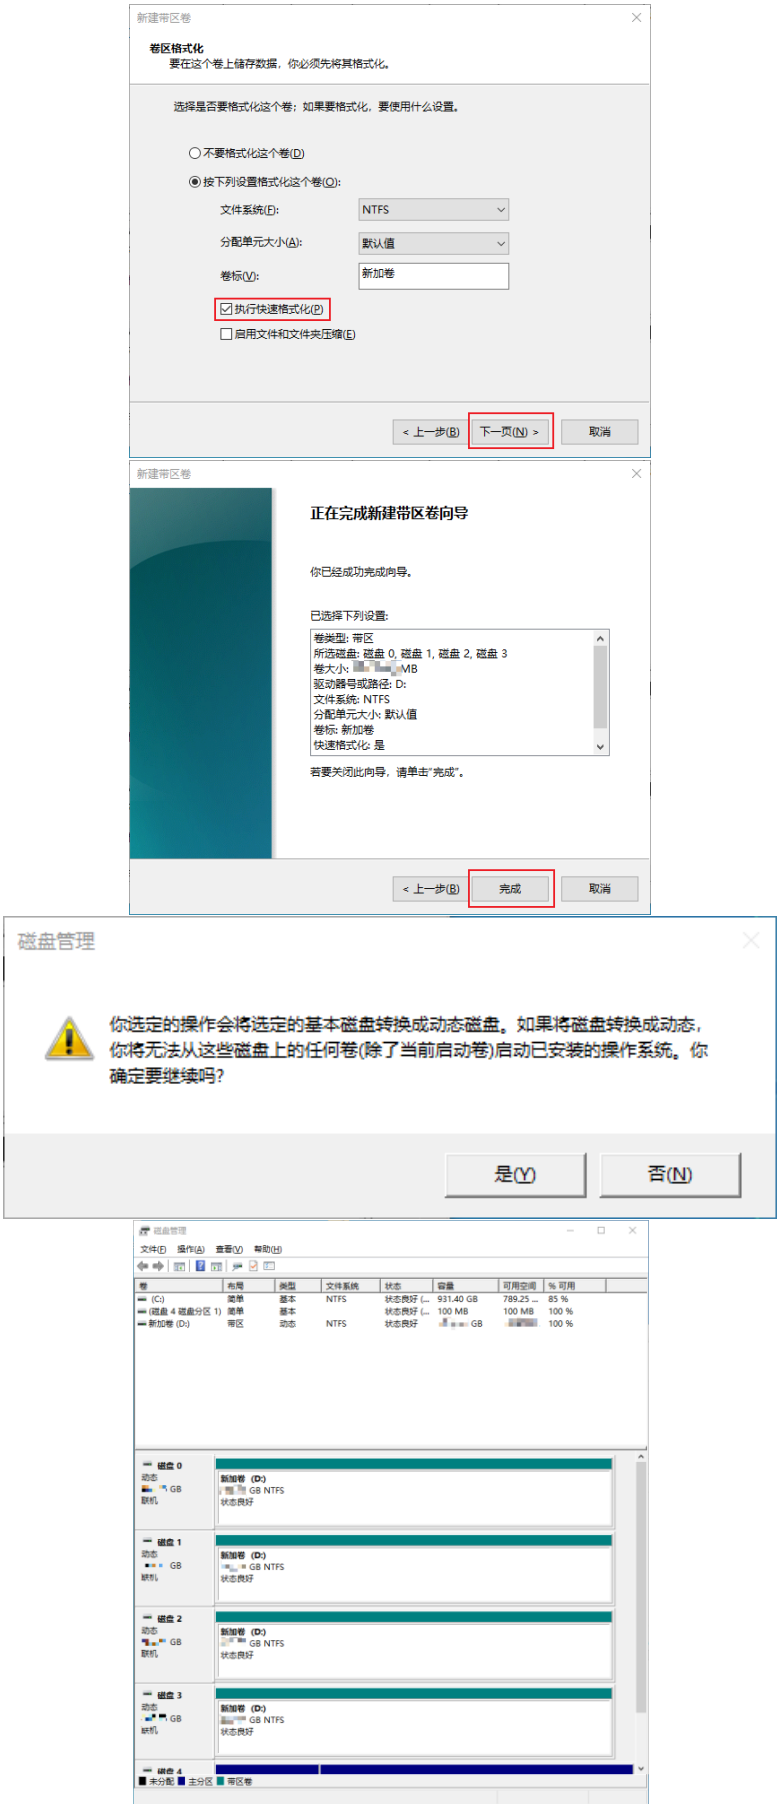 新建带区卷
卷区格式化
要在这个卷上储存数据，你必须先将其格式化。
选择是否要格式化这个卷；如果要格式化，要使用什么设置。
不要格式化这个卷(D)
按下列设置格式化这个卷(O):
文件系统(F): NTFS
分配单元大小(A): 默认值
卷标(V): 新加卷
执行快速格式化(P)
启用文件和文件夹压缩(E)
< 上一步(B) 下一页(N) > 取消
新建带区卷
正在完成新建带区卷向导
你已经成功完成向导。
已选择下列设置:
卷类型: 带区
所选磁盘: 磁盘 0, 磁盘 1, 磁盘 2, 磁盘 3
卷大小: MB
驱动器号或路径: D:
文件系统: NTFS
分配单元大小: 默认值
卷标: 新加卷
快速格式化: 是
若要关闭此向导，请单击"完成"。
< 上一步(B) 完成 取消
磁盘管理
你选定的操作会将选定的基本磁盘转换成动态磁盘。如果将磁盘转换成动态，
你将无法从这些磁盘上的任何卷(除了当前启动卷)启动已安装的操作系统。你
确定要继续吗?
是(Y) 否(N)
磁盘管理
文件(F) 操作(A) 查看(V) 帮助(H)
卷 布局 类型 文件系统 状态 容量 可用空间 % 可用
(C:) 简单 基本 NTFS 状态良好 (... 931.40 GB 789.25 ... 85 %
(磁盘 4 磁盘分区 1) 简单 基本 状态良好 (... 100 MB 100 MB 100 %
新加卷 (D:) 带区 动态 NTFS 状态良好 GB 100 %
磁盘 0
动态
GB
联机
新加卷 (D:)
GB NTFS
状态良好
磁盘 1
动态
GB
联机
新加卷 (D:)
GB NTFS
状态良好
磁盘 2
动态
GB
联机
新加卷 (D:)
GB NTFS
状态良好
磁盘 3
动态
GB
联机
新加卷 (D:)
GB NTFS
状态良好
磁盘 4
未分配 主分区 带区卷